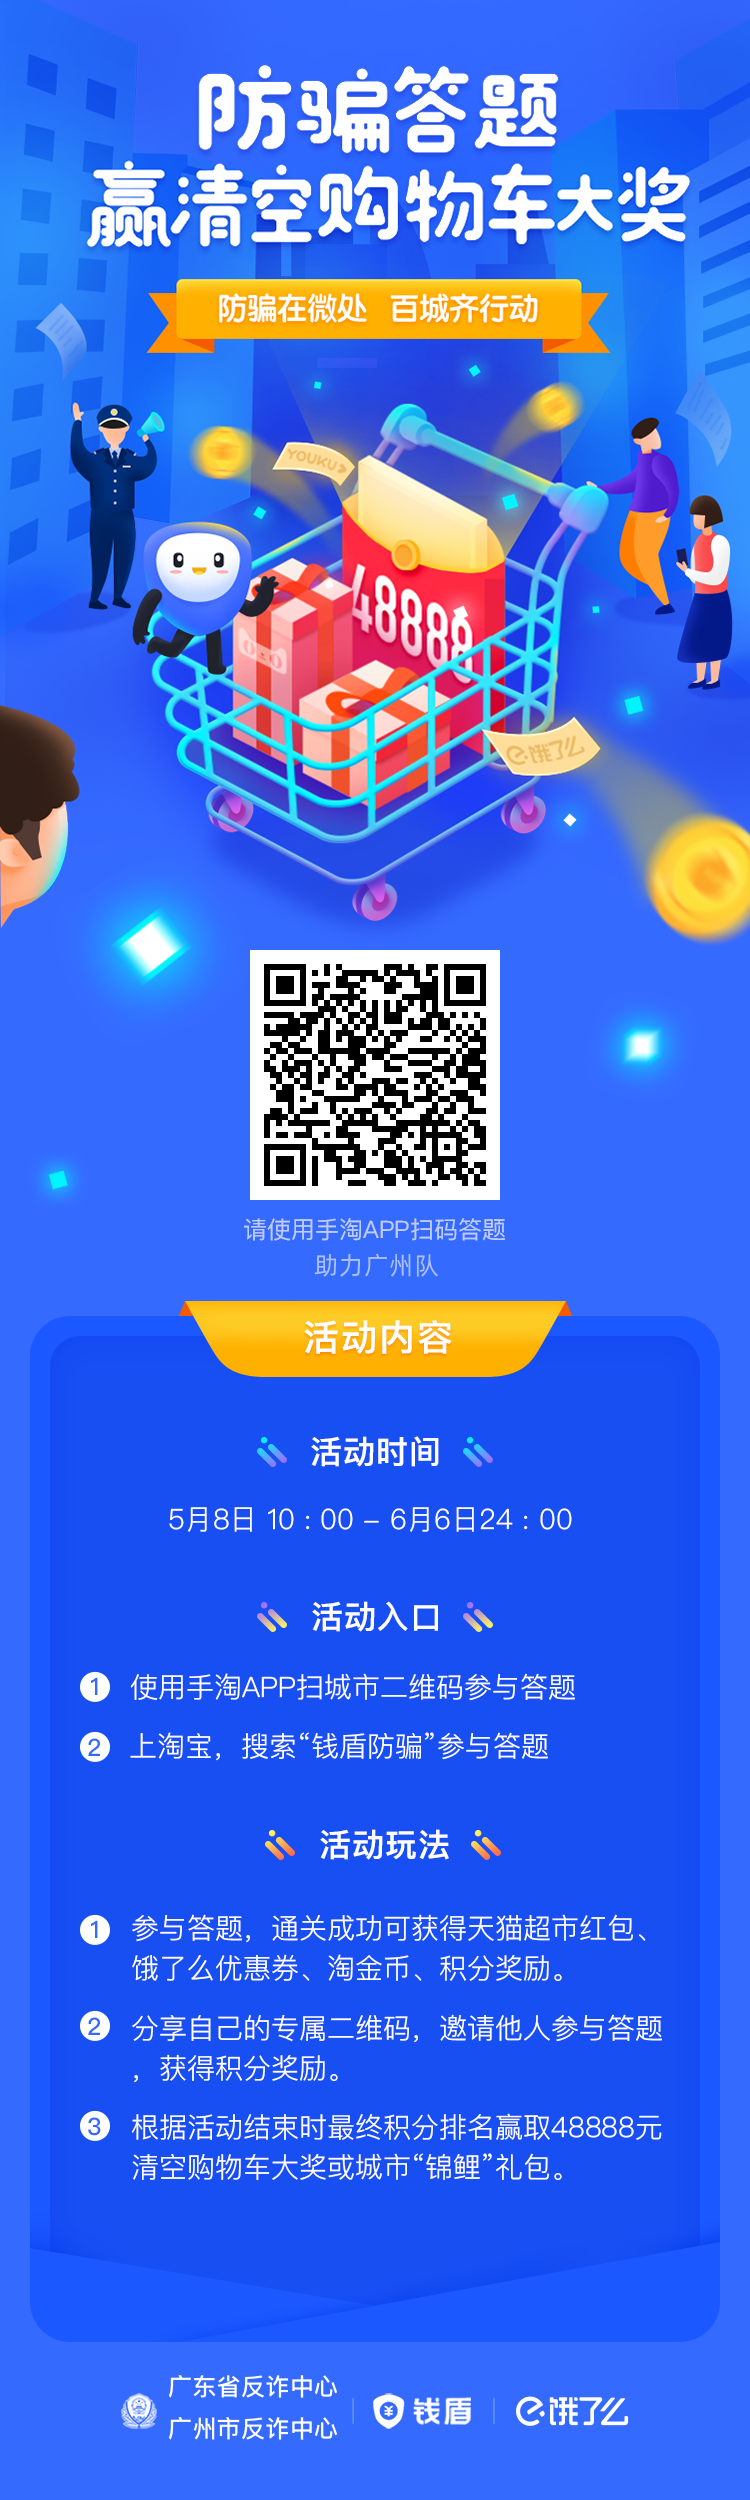 防骗答题
赢清空购物车大奖
防骗在微处 百城齐行动
YOUKU
48888
饿了么
请使用手淘APP扫码答题
助力广州队
活动内容
活动时间
5月8日 10：00 – 6月6日24：00
活动入口
1 使用手淘APP扫城市二维码参与答题
2 上淘宝，搜索“钱盾防骗”参与答题
活动玩法
1 参与答题，通关成功可获得天猫超市红包、
饿了么优惠券、淘金币、积分奖励。
2 分享自己的专属二维码，邀请他人参与答题
，获得积分奖励。
3 根据活动结束时最终积分排名赢取48888元
清空购物车大奖或城市“锦鲤”礼包。
广东省反诈中心
广州市反诈中心
钱盾
饿了么